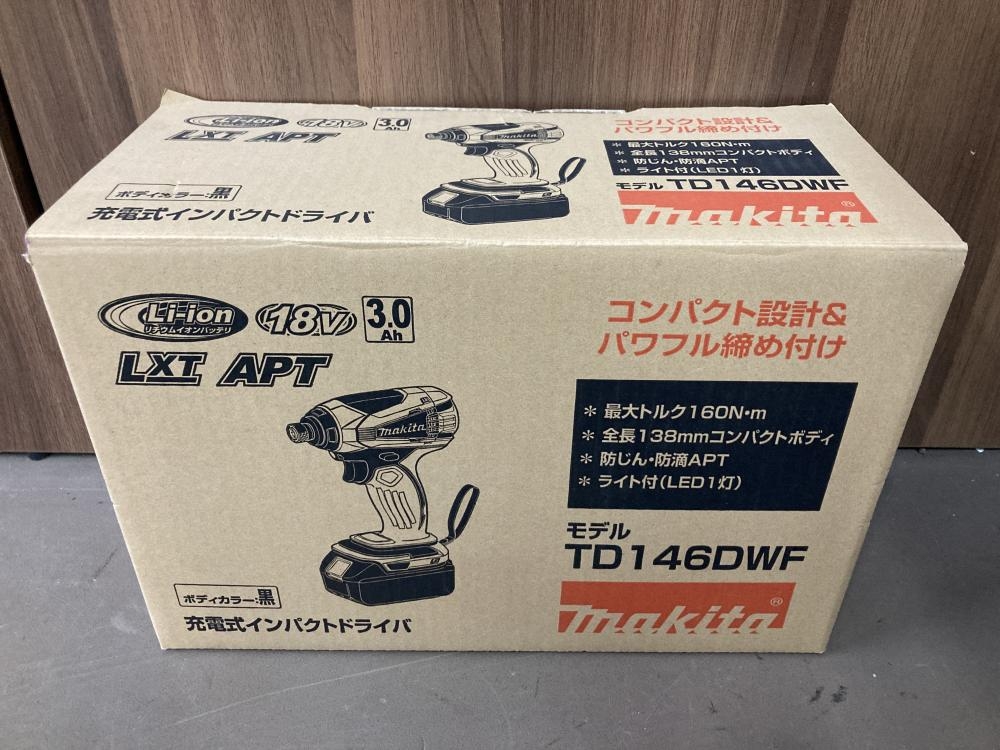 Li-ion
18V
3.0
Ah
LXT APT
ボディカラー:黒
充電式インパクトドライバ
makita
コンパクト設計&
パワフル締め付け
* 最大トルク160N・m
* 全長138mmコンパクトボディ
* 防じん・防滴APT
* ライト付(LED1灯)
モデル TD146DWF
makita®
Li-ion
リチウムイオンバッテリ
18V
3.0
Ah
LXT APT
makita
ボディカラー:黒
充電式インパクトドライバ
コンパクト設計&
パワフル締め付け
* 最大トルク160N・m
* 全長138mmコンパクトボディ
* 防じん・防滴APT
* ライト付(LED1灯)
モデル
TD146DWF
makita®